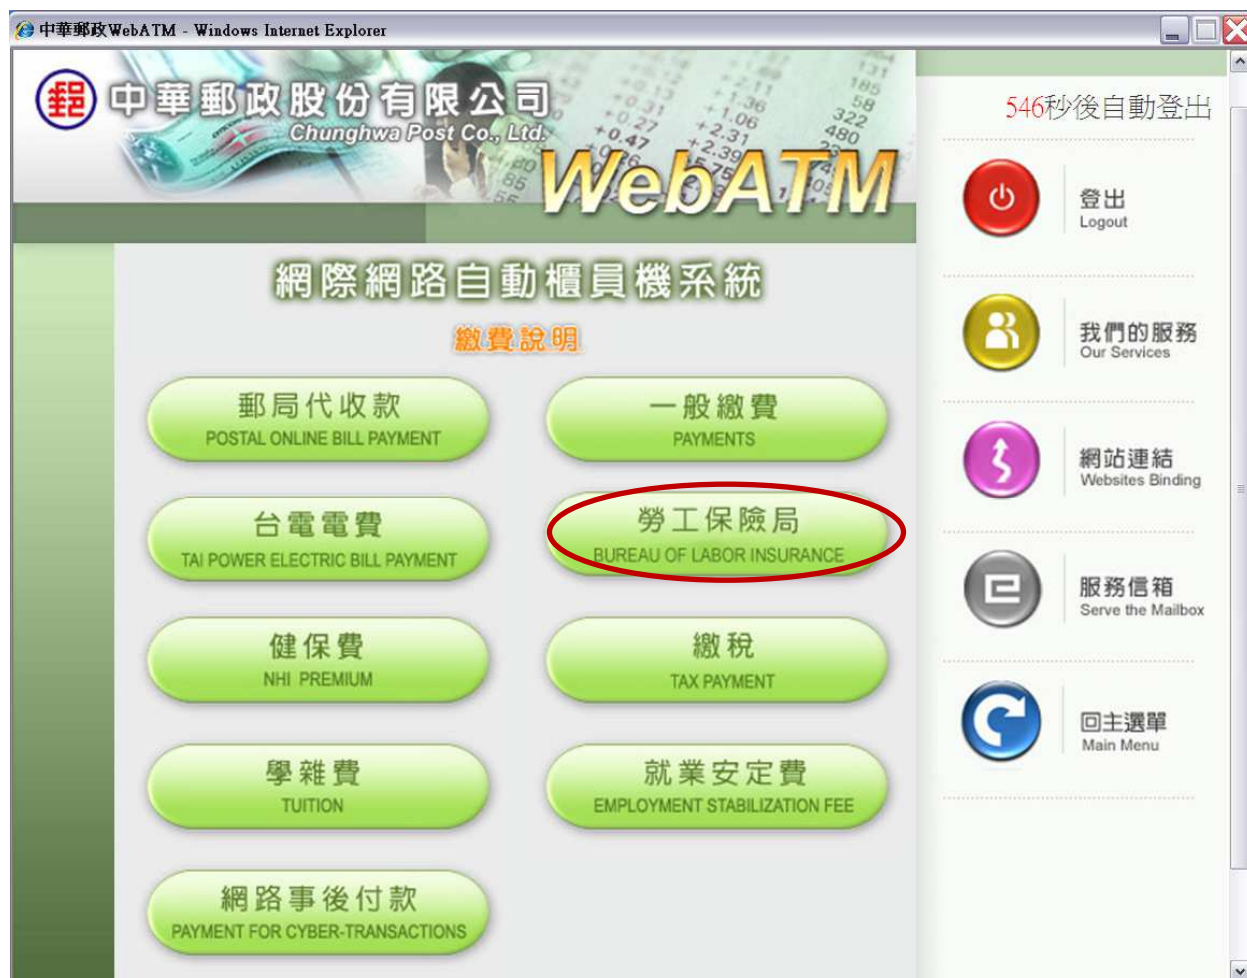 中華郵政WebATM - Windows Internet Explorer
郵 中華郵政股份有限公司
Chunghwa Post Co., Ltd.
WebATM
546秒後自動登出
登出
Logout
我們的服務
Our Services
網站連結
Websites Binding
服務信箱
Serve the Mailbox
回主選單
Main Menu
網際網路自動櫃員機系統
繳費說明
郵局代收款
POSTAL ONLINE BILL PAYMENT
一般繳費
PAYMENTS
台電電費
TAI POWER ELECTRIC BILL PAYMENT
勞工保險局
BUREAU OF LABOR INSURANCE
健保費
NHI PREMIUM
繳稅
TAX PAYMENT
學雜費
TUITION
就業安定費
EMPLOYMENT STABILIZATION FEE
網路事後付款
PAYMENT FOR CYBER-TRANSACTIONS